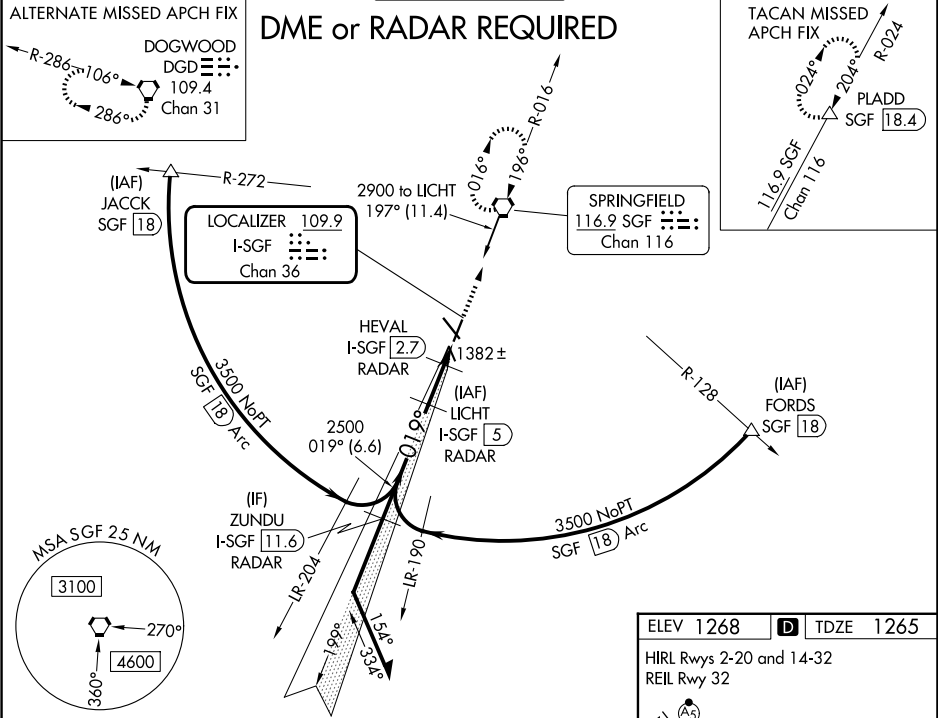 ALTERNATE MISSED APCH FIX
DOGWOOD
DGD
109.4
Chan 31
R-286
106°
286°
DME or RADAR REQUIRED
TACAN MISSED
APCH FIX
R-024
024°
204°
PLADD
SGF 18.4
116.9 SGF
Chan 116
R-016
016°
196°
(IAF)
JACCK
SGF 18
R-272
2900 to LICHT
197° (11.4)
SPRINGFIELD
116.9 SGF
Chan 116
LOCALIZER 109.9
I-SGF
Chan 36
HEVAL
I-SGF 2.7
RADAR
1382 ±
(IAF)
LICHT
I-SGF 5
RADAR
R-128
(IAF)
FORDS
SGF 18
3500 NoPT
SGF 18 Arc
2500
019° (6.6)
019°
(IF)
ZUNDU
I-SGF 11.6
RADAR
3500 NoPT
SGF 18 Arc
LR-204
LR-190
199°
154°
334°
MSA SGF 25 NM
3100
270°
4600
360°
ELEV 1268 D TDZE 1265
HIRL Rwys 2-20 and 14-32
REIL Rwy 32
A5